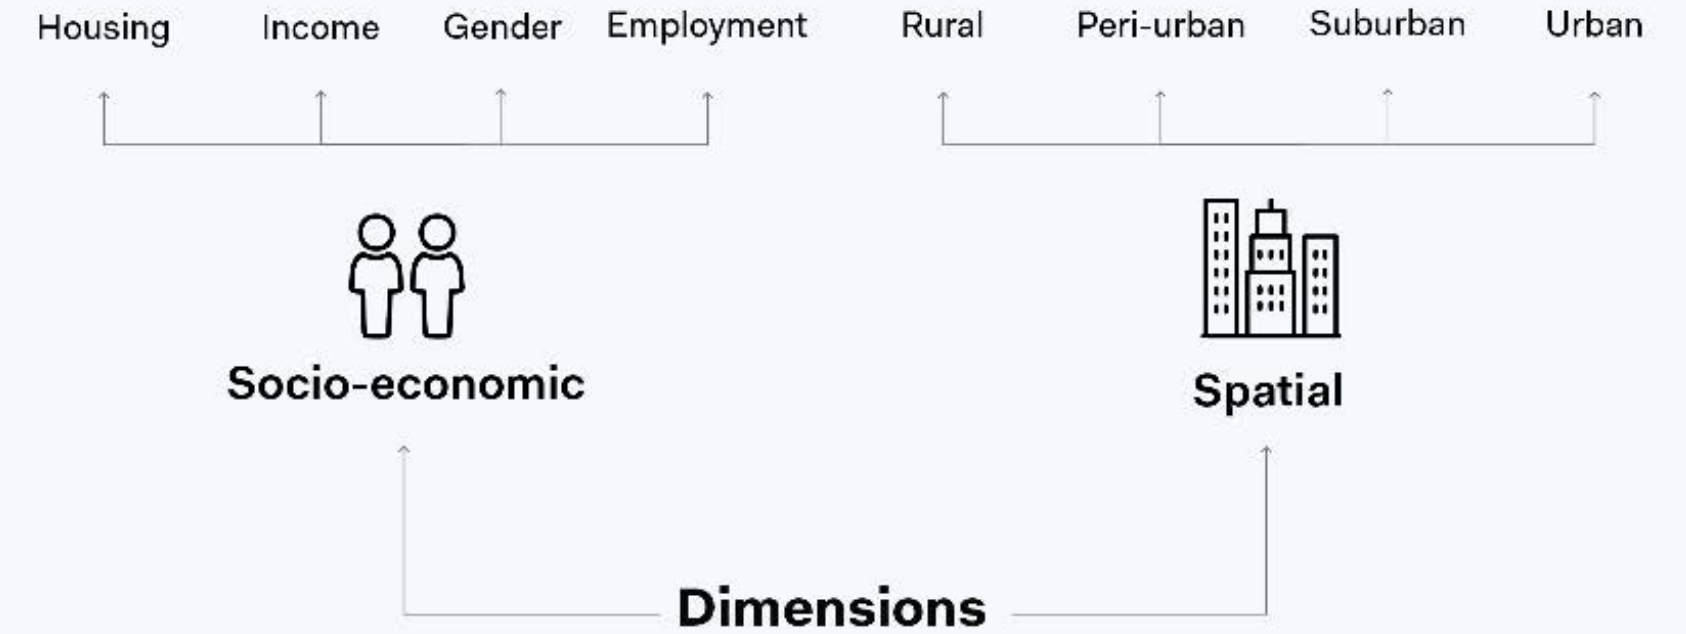 Housing Income Gender Employment Rural Peri-urban Suburban Urban
Socio-economic Spatial
Dimensions